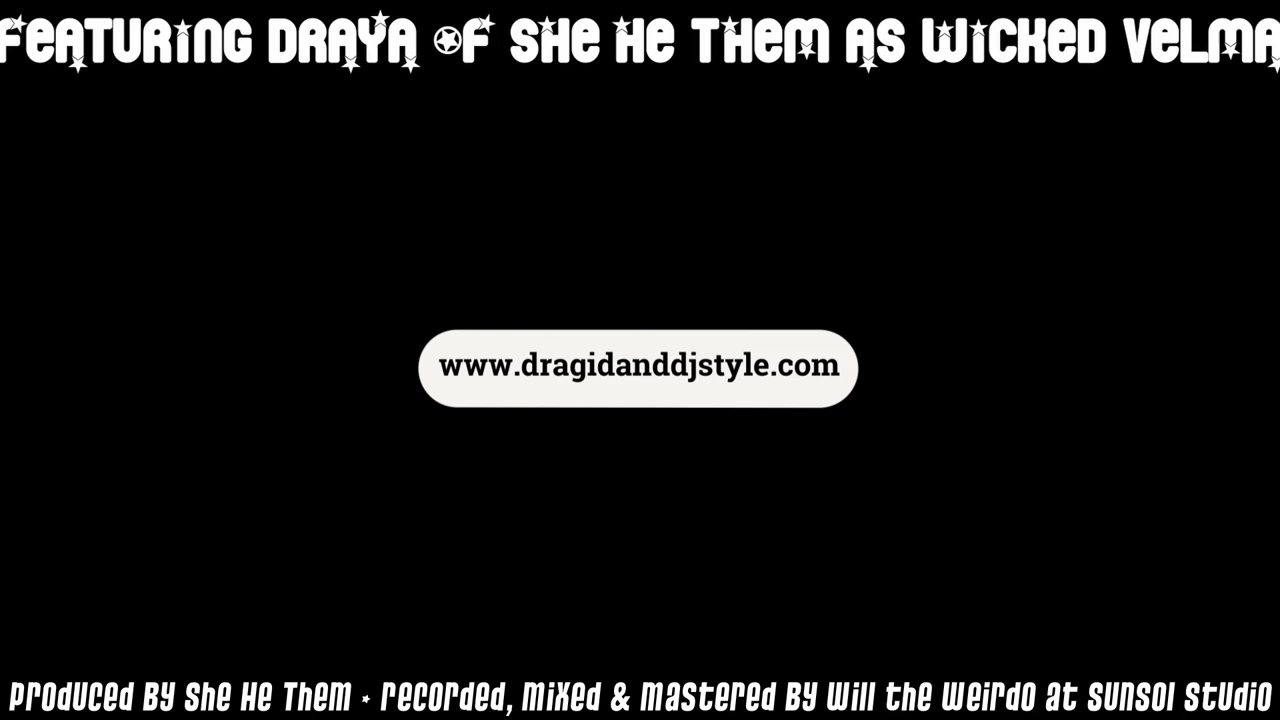 FEATURING DRAYA OF SHE HE THEM AS WICKED VELMA
www.dragidanddjstyle.com
Produced By She He Them ★ recorded, mixed & mastered By Will the Weirdo at sunsol studio